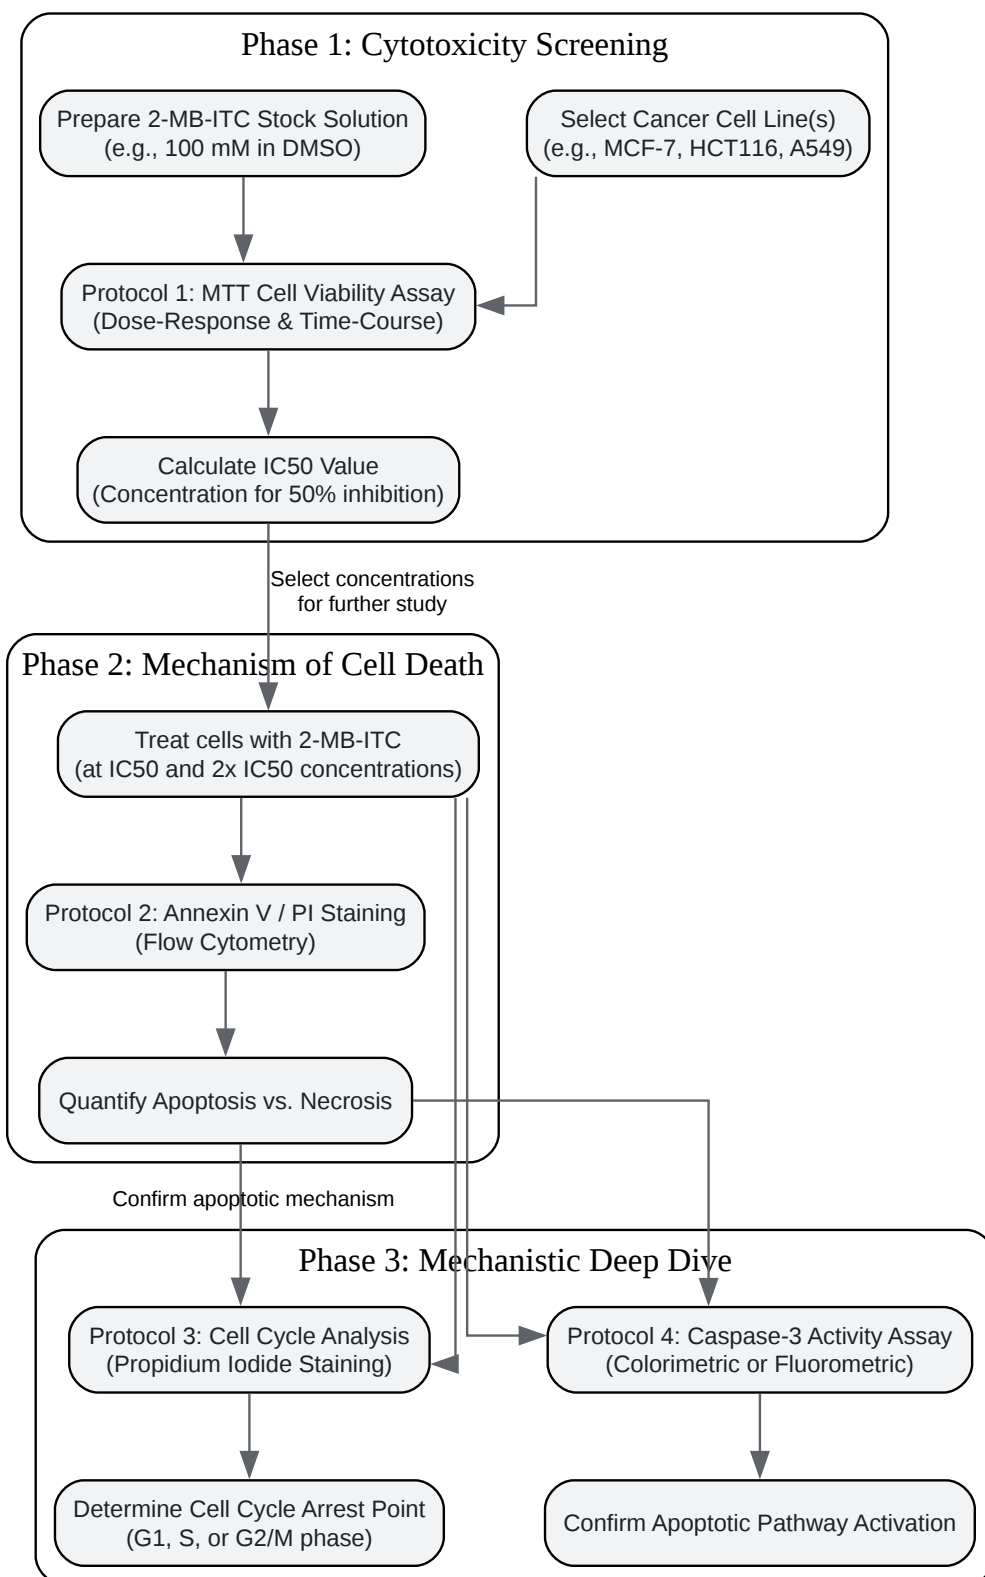 Phase 1: Cytotoxicity Screening
Prepare 2-MB-ITC Stock Solution
(e.g., 100 mM in DMSO)
Select Cancer Cell Line(s)
(e.g., MCF-7, HCT116, A549)
Protocol 1: MTT Cell Viability Assay
(Dose-Response & Time-Course)
Calculate IC50 Value
(Concentration for 50% inhibition)
Select concentrations
for further study
Phase 2: Mechanism of Cell Death
Treat cells with 2-MB-ITC
(at IC50 and 2x IC50 concentrations)
Protocol 2: Annexin V / PI Staining
(Flow Cytometry)
Quantify Apoptosis vs. Necrosis
Confirm apoptotic mechanism
Phase 3: Mechanistic Deep Dive
Protocol 3: Cell Cycle Analysis
(Propidium Iodide Staining)
Protocol 4: Caspase-3 Activity Assay
(Colorimetric or Fluorometric)
Determine Cell Cycle Arrest Point
(G1, S, or G2/M phase)
Confirm Apoptotic Pathway Activation